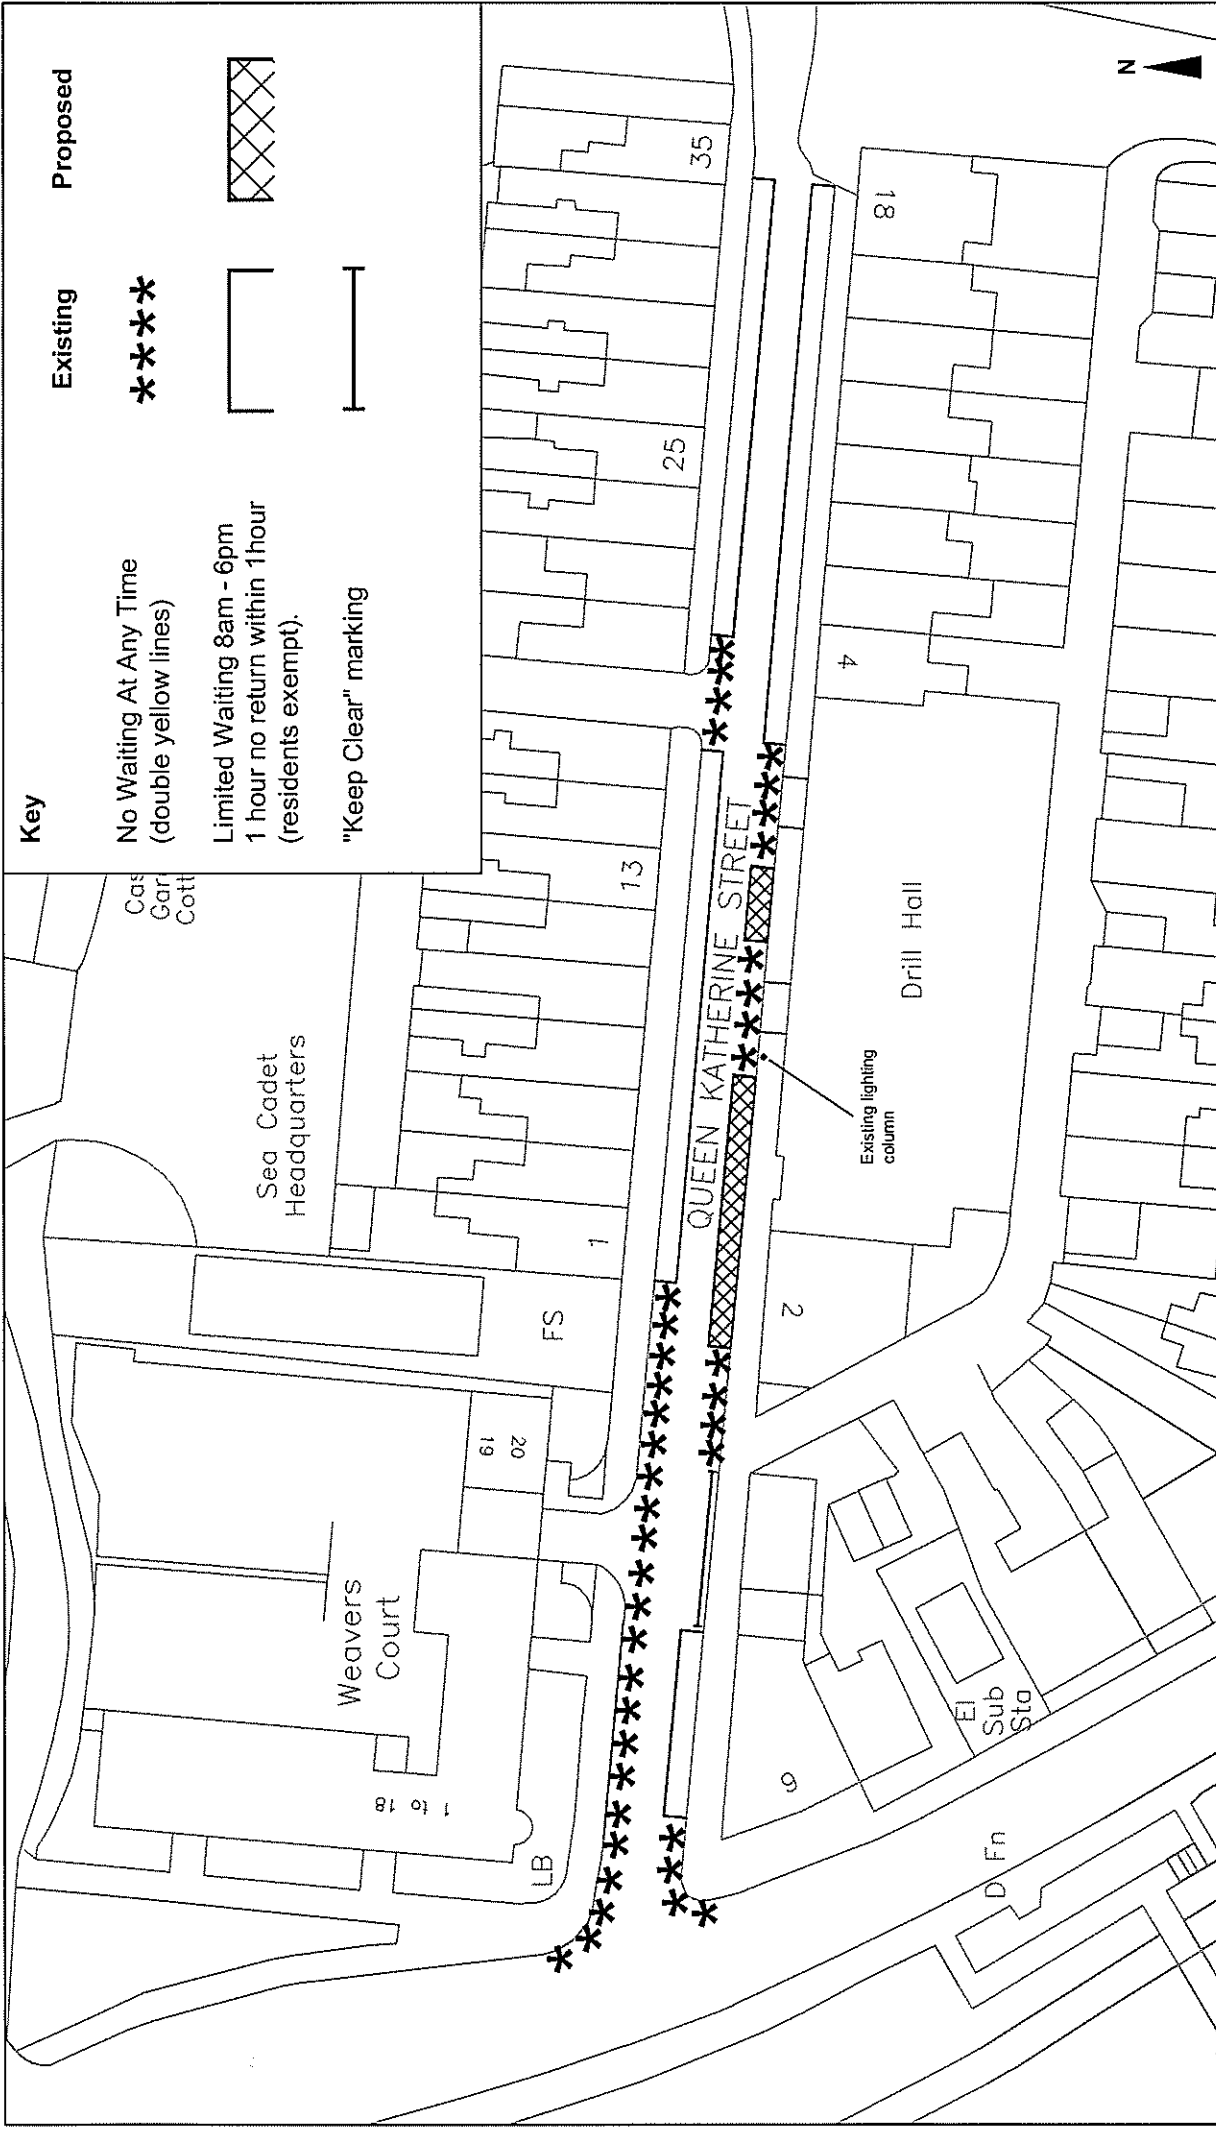 Key
Existing
Proposed
No Waiting At Any Time
(double yellow lines)
****
Limited Waiting 8am - 6pm
1 hour no return within 1hour
(residents exempt).
"Keep Clear" marking
N
Cas
Gar
Cott
Sea Cadet
Headquarters
Weavers
Court
1 to 18
19
20
LB
FS
1
13
25
35
QUEEN KATHERINE STREET
2
4
18
Drill Hall
Existing lighting
column
El
Sub
Sta
D Fn